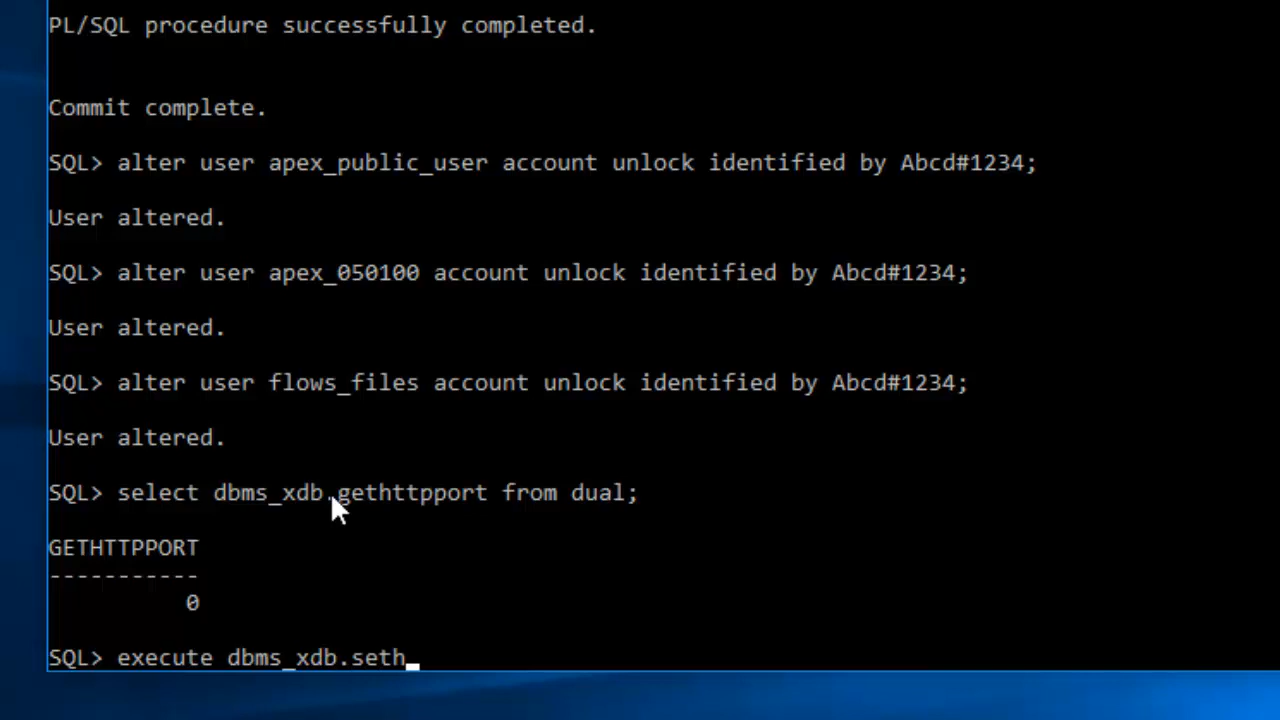 PL/SQL procedure successfully completed.
Commit complete.
SQL> alter user apex_public_user account unlock identified by Abcd#1234;
User altered.
SQL> alter user apex_050100 account unlock identified by Abcd#1234;
User altered.
SQL> alter user flows_files account unlock identified by Abcd#1234;
User altered.
SQL> select dbms_xdb.gethttpport from dual;
GETHTTPPORT
-----------
0
SQL> execute dbms_xdb.seth_